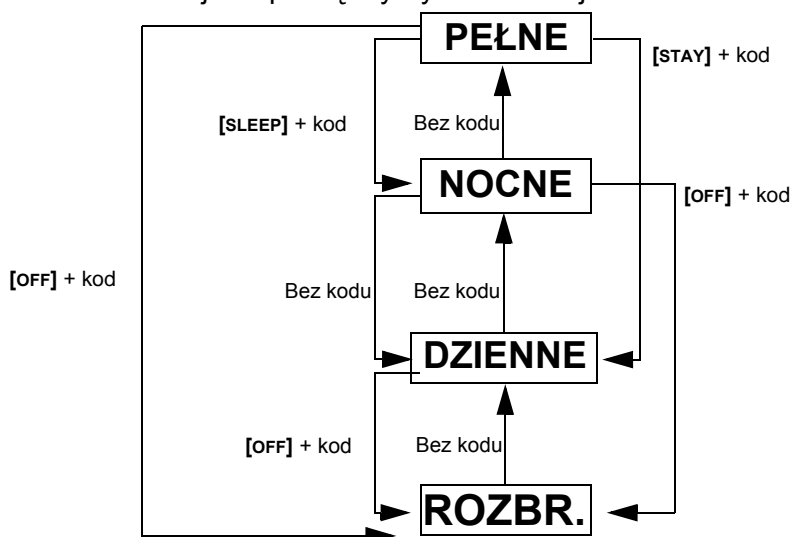 PEŁNE
[STAY] + kod
[SLEEP] + kod
Bez kodu
NOCNE
[OFF] + kod
[OFF] + kod
Bez kodu
Bez kodu
DZIENNE
[OFF] + kod
Bez kodu
ROZBR.